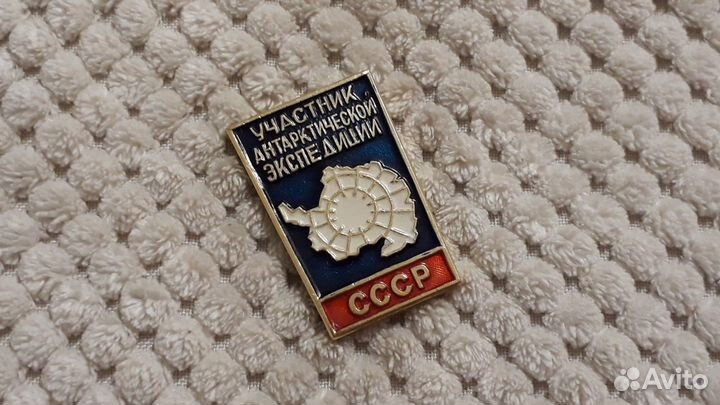 УЧАСТНИК
АНТАРКТИЧЕСКОЙ
ЭКСПЕДИЦИИ
СССР
Avito